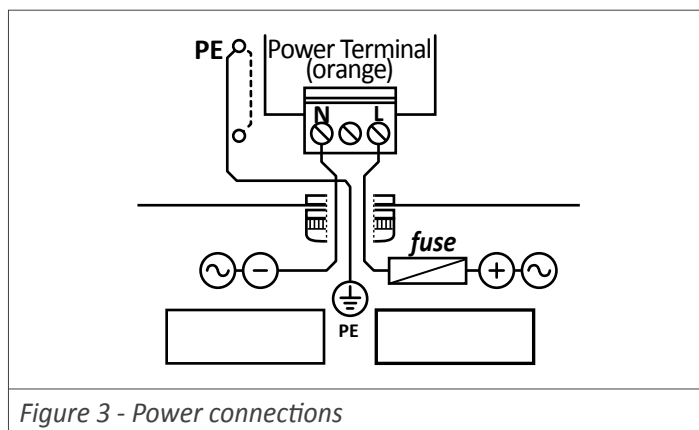 PE
Power Terminal
(orange)
N L
fuse
PE
Figure 3 - Power connections